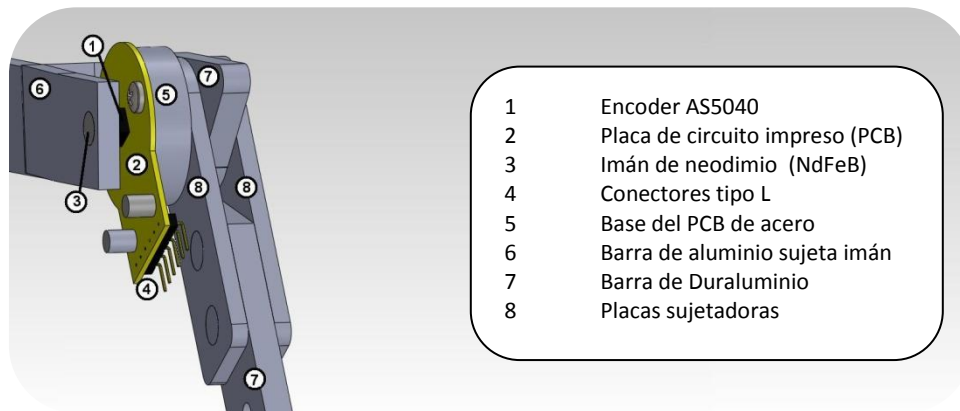 1
6
5
7
2
8
8
3
4
7
1 Encoder AS5040
2 Placa de circuito impreso (PCB)
3 Imán de neodimio (NdFeB)
4 Conectores tipo L
5 Base del PCB de acero
6 Barra de aluminio sujeta imán
7 Barra de Duraluminio
8 Placas sujetadoras